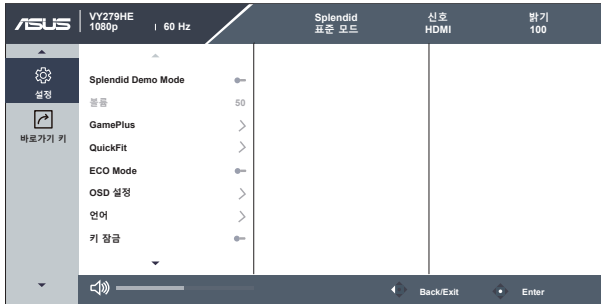 ASUS
VY279HE
1080p | 60 Hz
Splendid
표준 모드
신호
HDMI
밝기
100
설정
바로가기 키
Splendid Demo Mode
볼륨 50
GamePlus
QuickFit
ECO Mode
OSD 설정
언어
키 잠금
Back/Exit
Enter